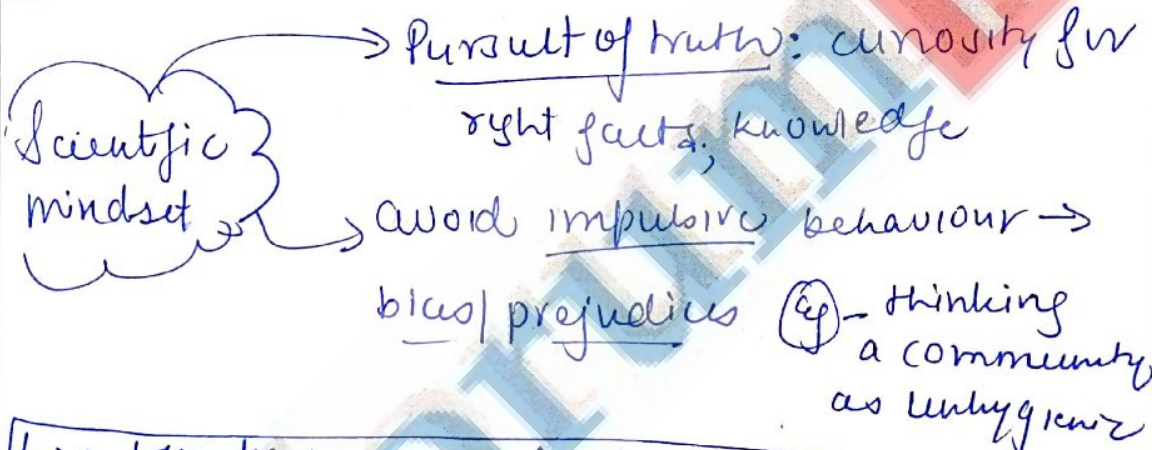 → Pursuit of truth: curiosity for
right facts, knowledge
Scientific
mindset
→ avoid impulsive behaviour →
bias/prejudices Eg - thinking
a community
as unhygienic